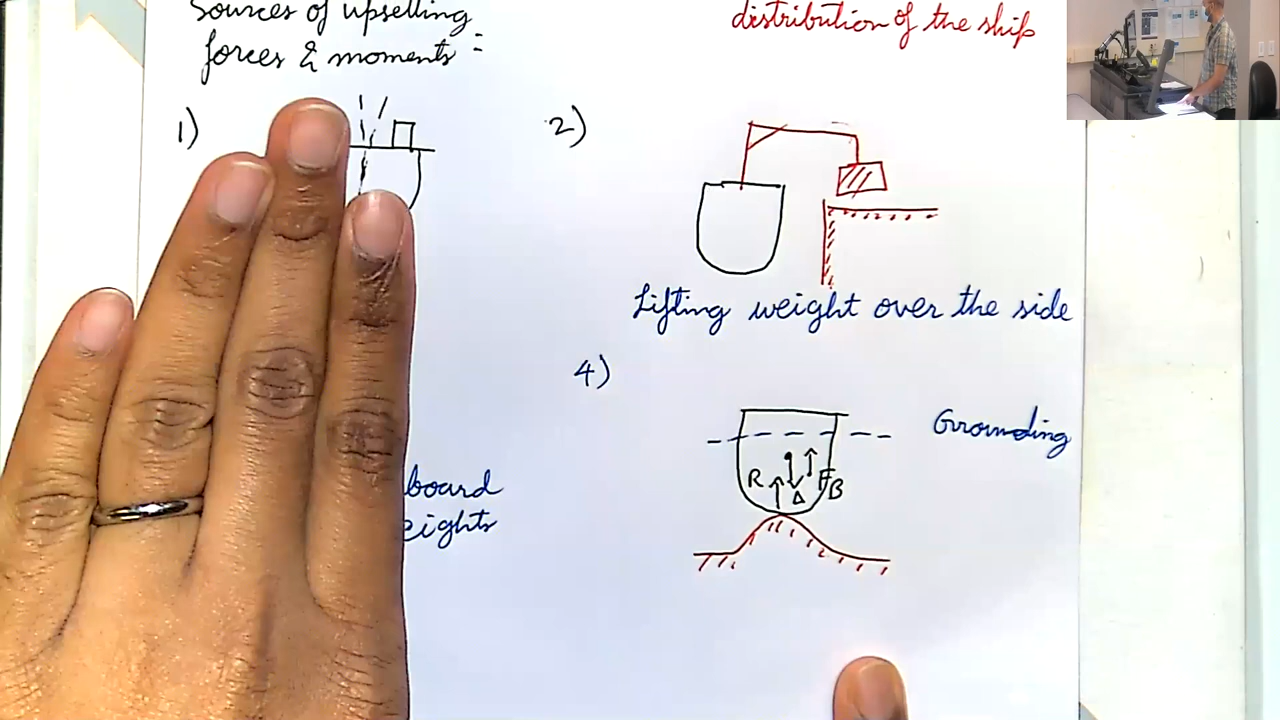 Sources of upsetting
forces & moments :
distribution of the ship
1)
2)
Lifting weight over the side
4)
Grounding
R
Δ
FB
board
eights